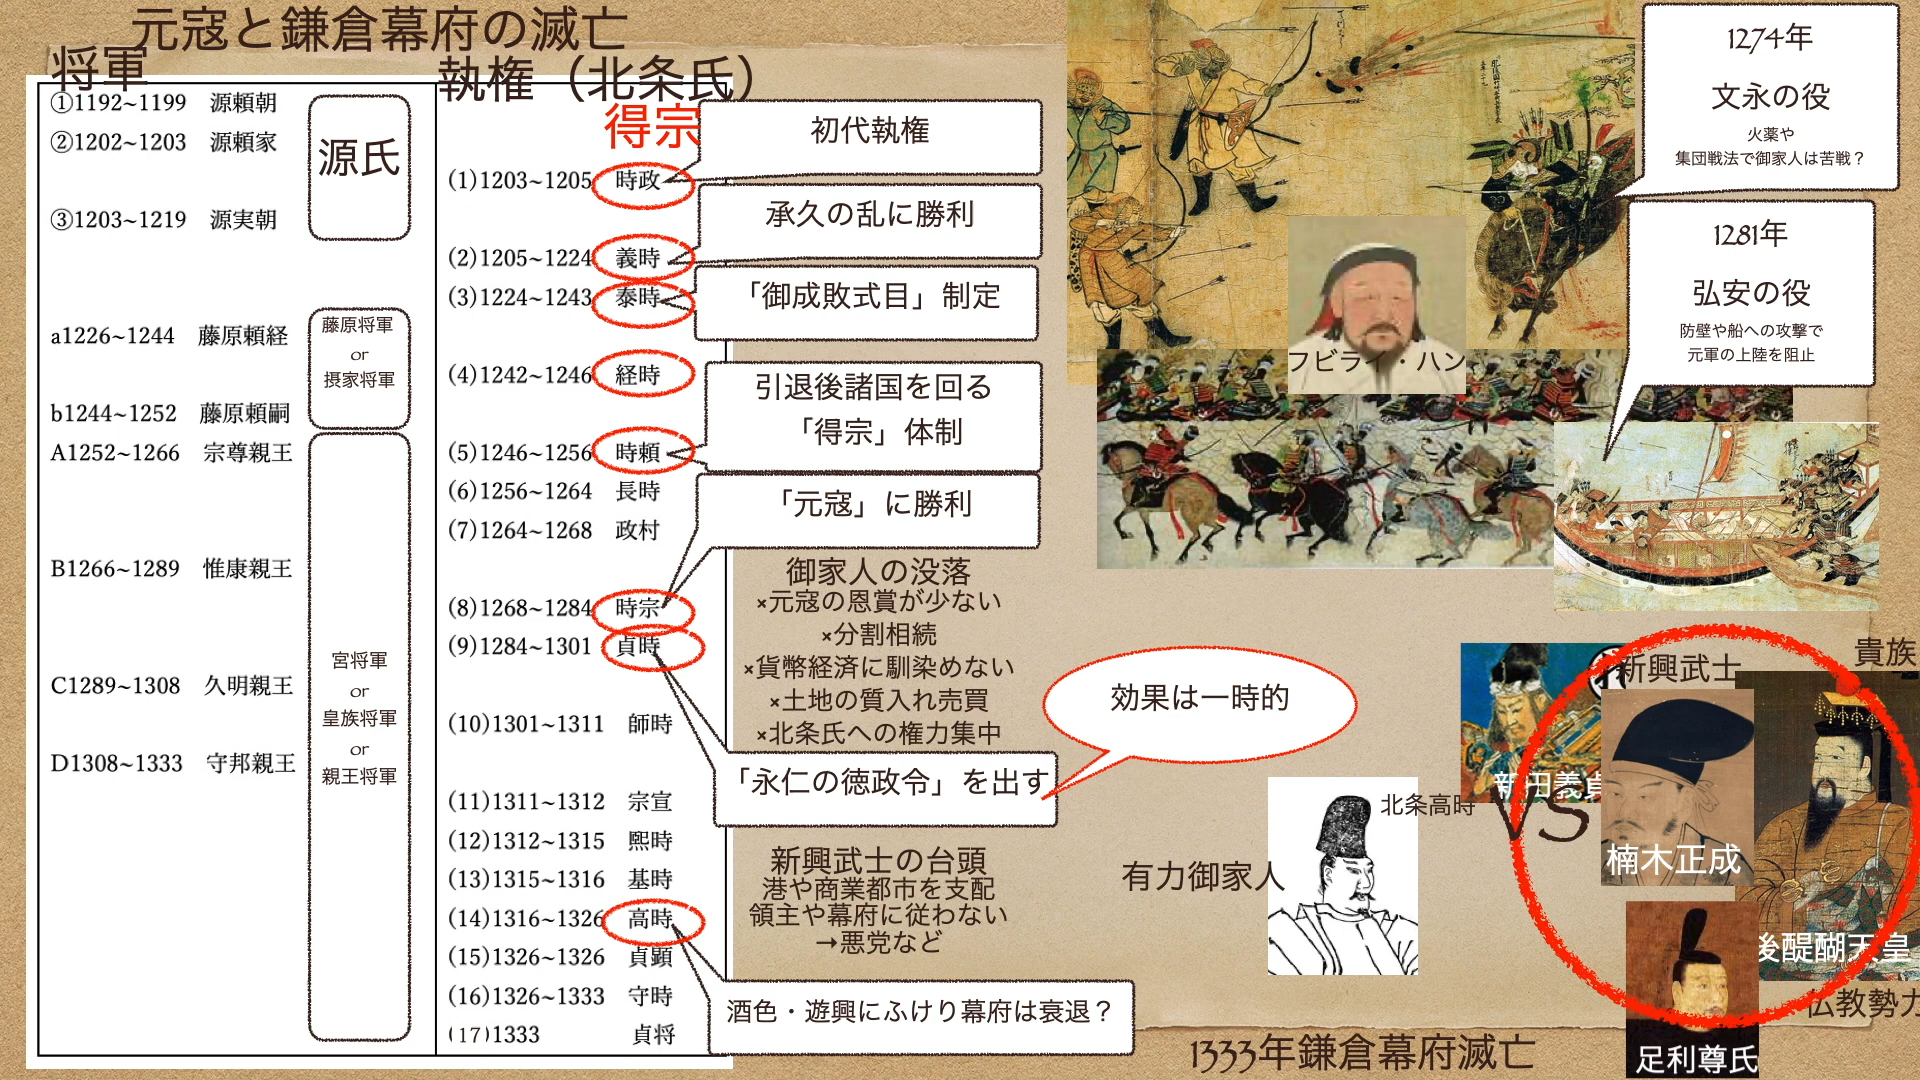 元寇と鎌倉幕府の滅亡
将軍
①1192~1199 源頼朝
②1202~1203 源頼家
③1203~1219 源実朝
源氏
a1226~1244 藤原頼経
b1244~1252 藤原頼嗣
藤原将軍
or
摂家将軍
A1252~1266 宗尊親王
B1266~1289 惟康親王
C1289~1308 久明親王
D1308~1333 守邦親王
宮将軍
or
皇族将軍
or
親王将軍
執権（北条氏）
得宗
(1)1203~1205 時政
(2)1205~1224 義時
(3)1224~1243 泰時
(4)1242~1246 経時
(5)1246~1256 時頼
(6)1256~1264 長時
(7)1264~1268 政村
(8)1268~1284 時宗
(9)1284~1301 貞時
(10)1301~1311 師時
(11)1311~1312 宗宣
(12)1312~1315 熙時
(13)1315~1316 基時
(14)1316~1326 高時
(15)1326~1326 貞顕
(16)1326~1333 守時
(17)1333 貞将
初代執権
承久の乱に勝利
「御成敗式目」制定
引退後諸国を回る
「得宗」体制
「元寇」に勝利
御家人の没落
×元寇の恩賞が少ない
×分割相続
×貨幣経済に馴染めない
×土地の質入れ売買
×北条氏への権力集中
「永仁の徳政令」を出す
効果は一時的
新興武士の台頭
港や商業都市を支配
領主や幕府に従わない
→悪党など
酒色・遊興にふけり幕府は衰退？
1274年
文永の役
火薬や
集団戦法で御家人は苦戦？
1281年
弘安の役
防壁や船への攻撃で
元軍の上陸を阻止
フビライ・ハン
有力御家人
北条高時
VS
新田義貞
新興武士
楠木正成
貴族
後醍醐天皇
仏教勢力
足利尊氏
1333年鎌倉幕府滅亡